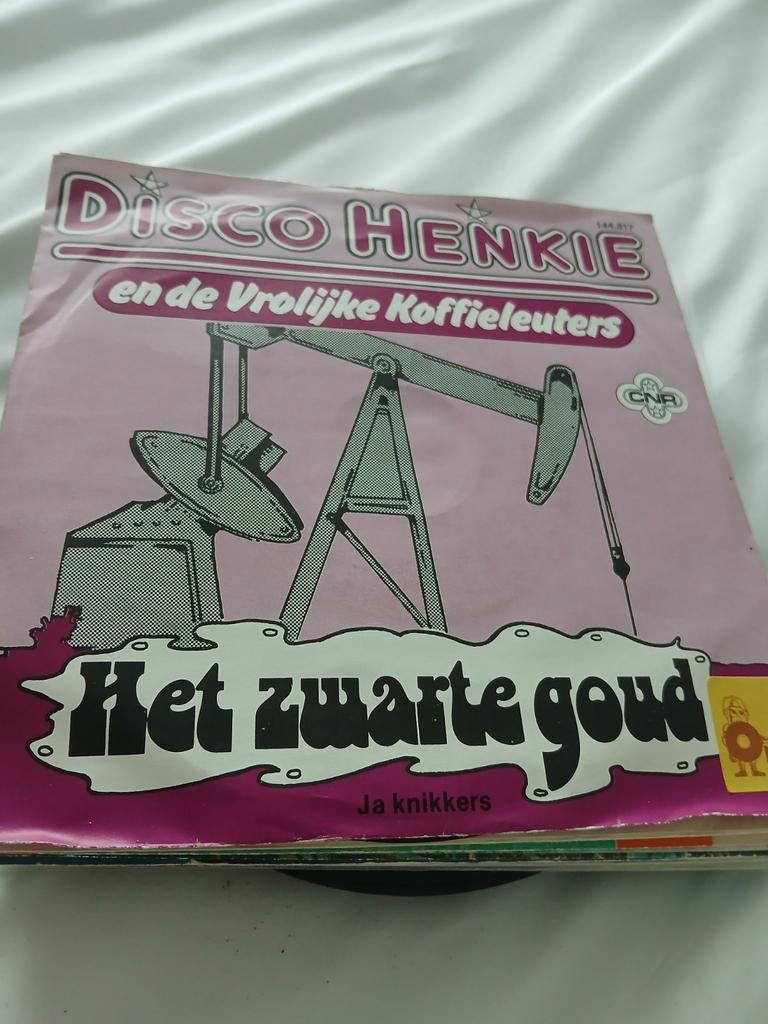 DISCO HENKIE
144.817
en de Vrolijke Koffieleuters
CNR
Het zwarte goud
Ja knikkers